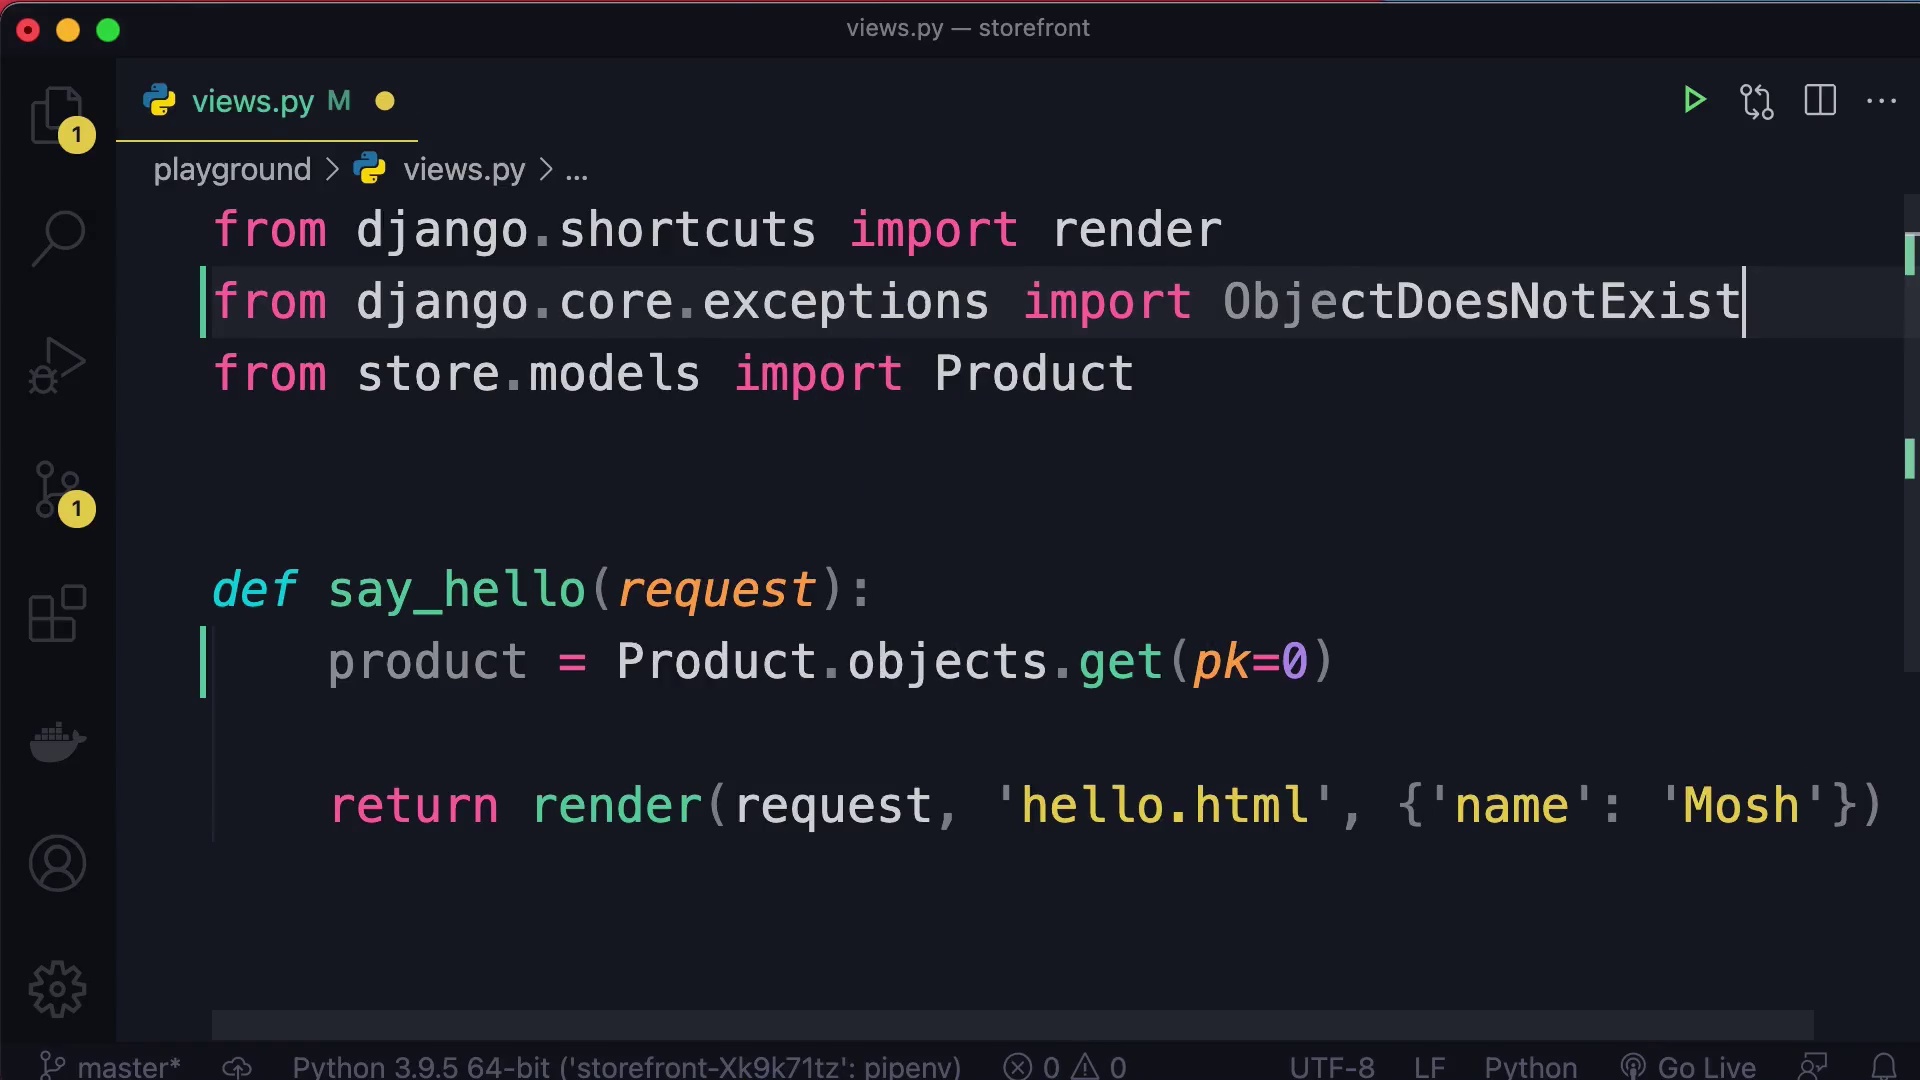 views.py — storefront
views.py M
1
playground > views.py > ...
from django.shortcuts import render
from django.core.exceptions import ObjectDoesNotExist
from store.models import Product
1
def say_hello(request):
product = Product.objects.get(pk=0)
return render(request, 'hello.html', {'name': 'Mosh'})
master* Python 3.9.5 64-bit ('storefront-Xk9k71tz': pipenv) 0 0 UTF-8 LF Python Go Live